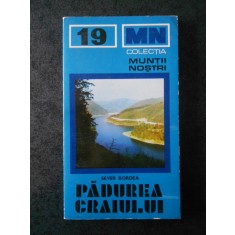 19 MN
COLECȚIA
MUNȚII
NOȘTRI
SEVER BORDEA
PĂDUREA
CRAIULUI